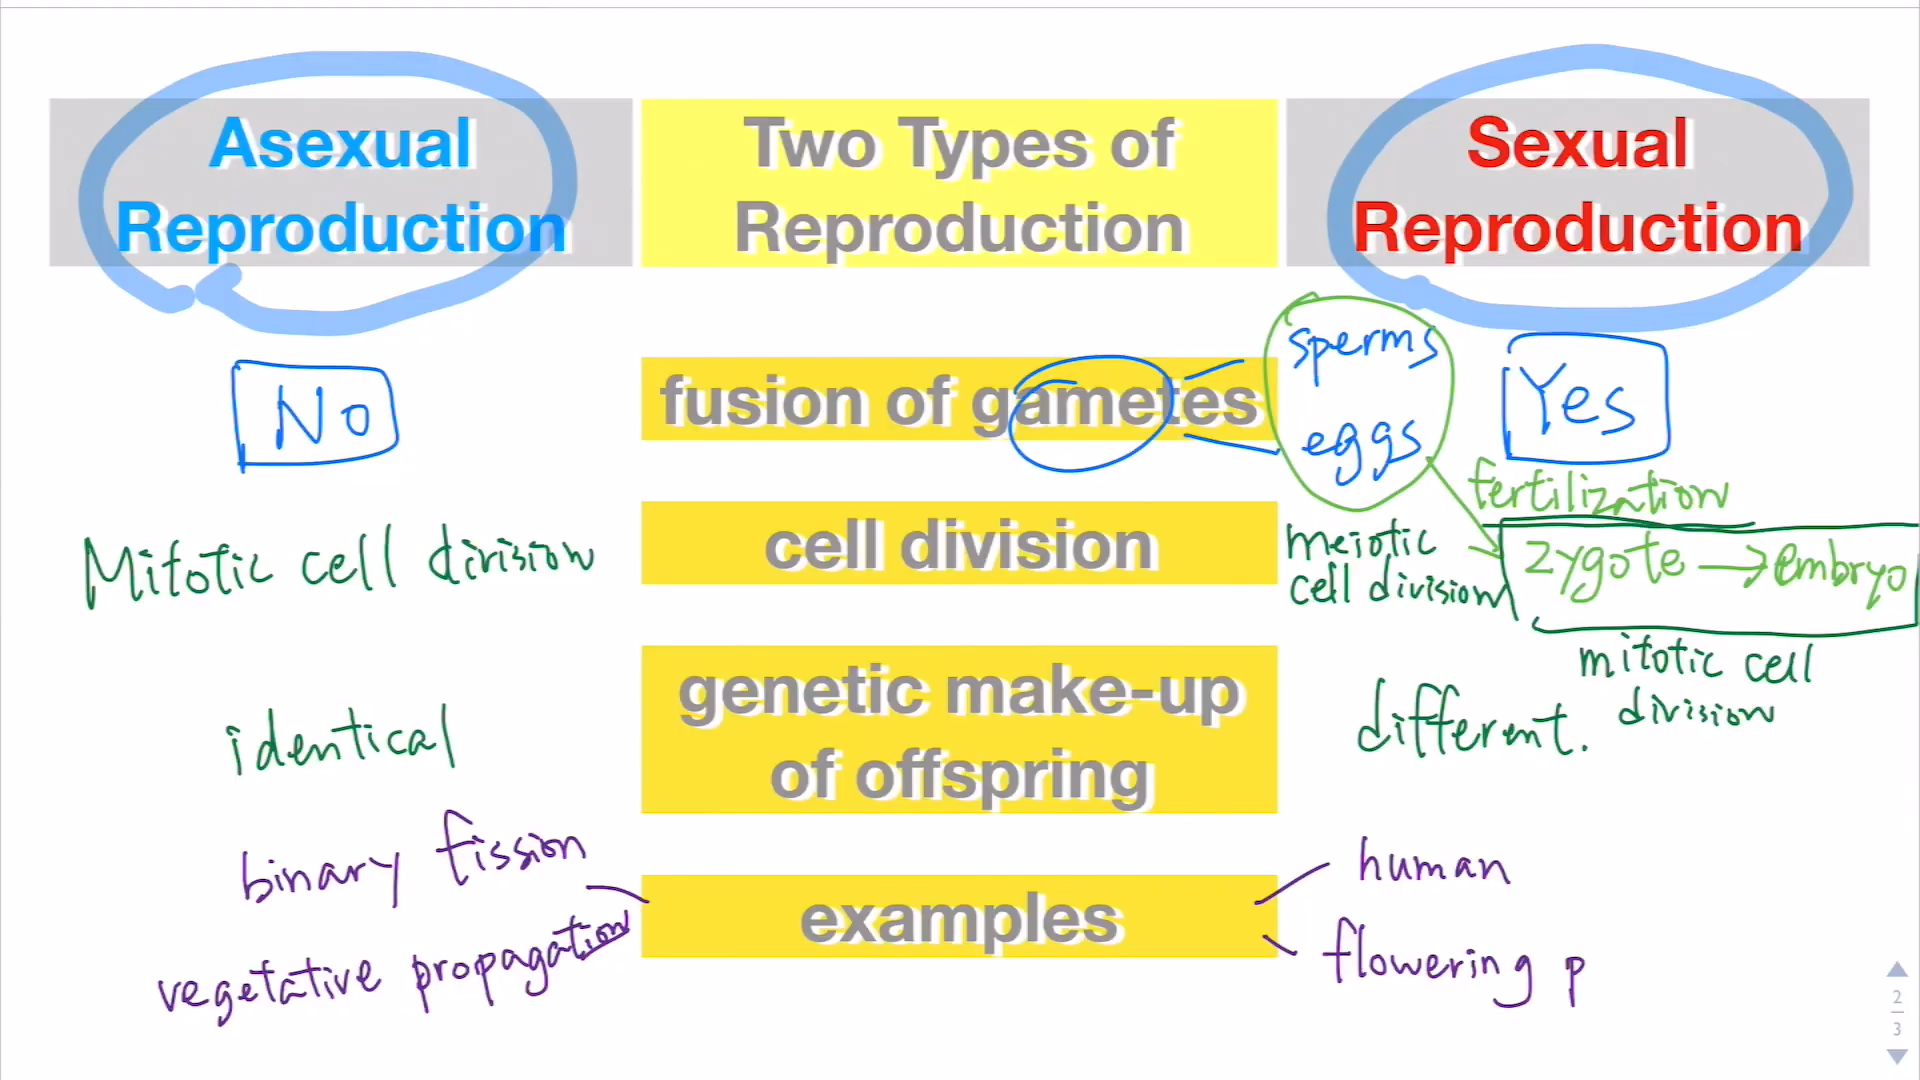 Asexual
Reproduction
Two Types of
Reproduction
Sexual
Reproduction
No
fusion of gametes
sperms
eggs
Yes
fertilization
Mitotic cell division
cell division
meiotic
cell division
zygote → embryo
mitotic cell
division
identical
genetic make-up
of offspring
different.
binary fission
vegetative propagation
examples
human
flowering p
2
3